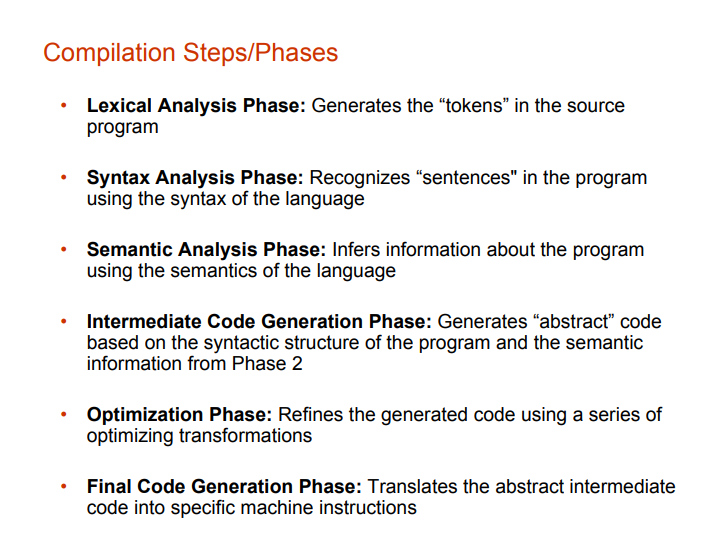 Compilation Steps/Phases
• Lexical Analysis Phase: Generates the “tokens” in the source
program
• Syntax Analysis Phase: Recognizes “sentences" in the program
using the syntax of the language
• Semantic Analysis Phase: Infers information about the program
using the semantics of the language
• Intermediate Code Generation Phase: Generates “abstract” code
based on the syntactic structure of the program and the semantic
information from Phase 2
• Optimization Phase: Refines the generated code using a series of
optimizing transformations
• Final Code Generation Phase: Translates the abstract intermediate
code into specific machine instructions